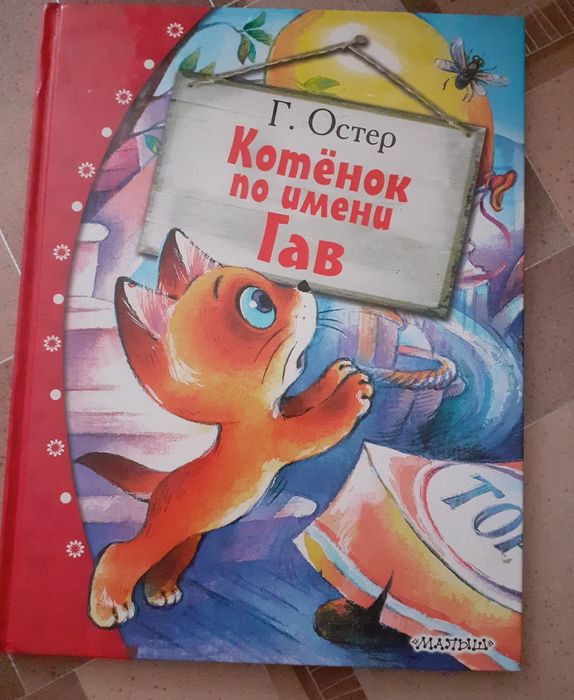 Г. Остер
Котёнок
по имени
Гав
ТОР
«МАЛЫШ»